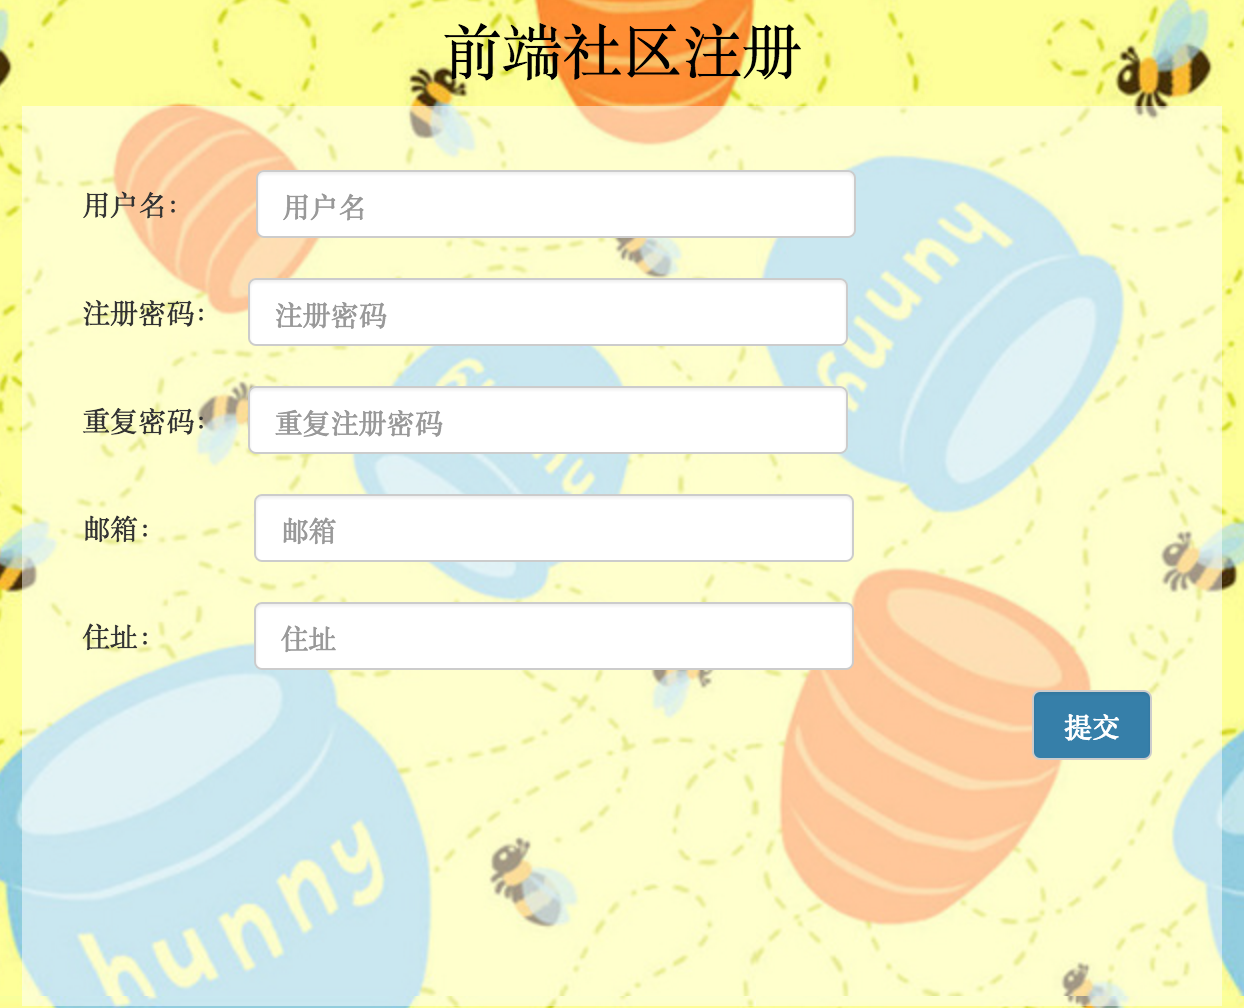 前端社区注册
用户名： 用户名
注册密码： 注册密码
重复密码： 重复注册密码
邮箱： 邮箱
住址： 住址
提交
hunny
hunny
hunny